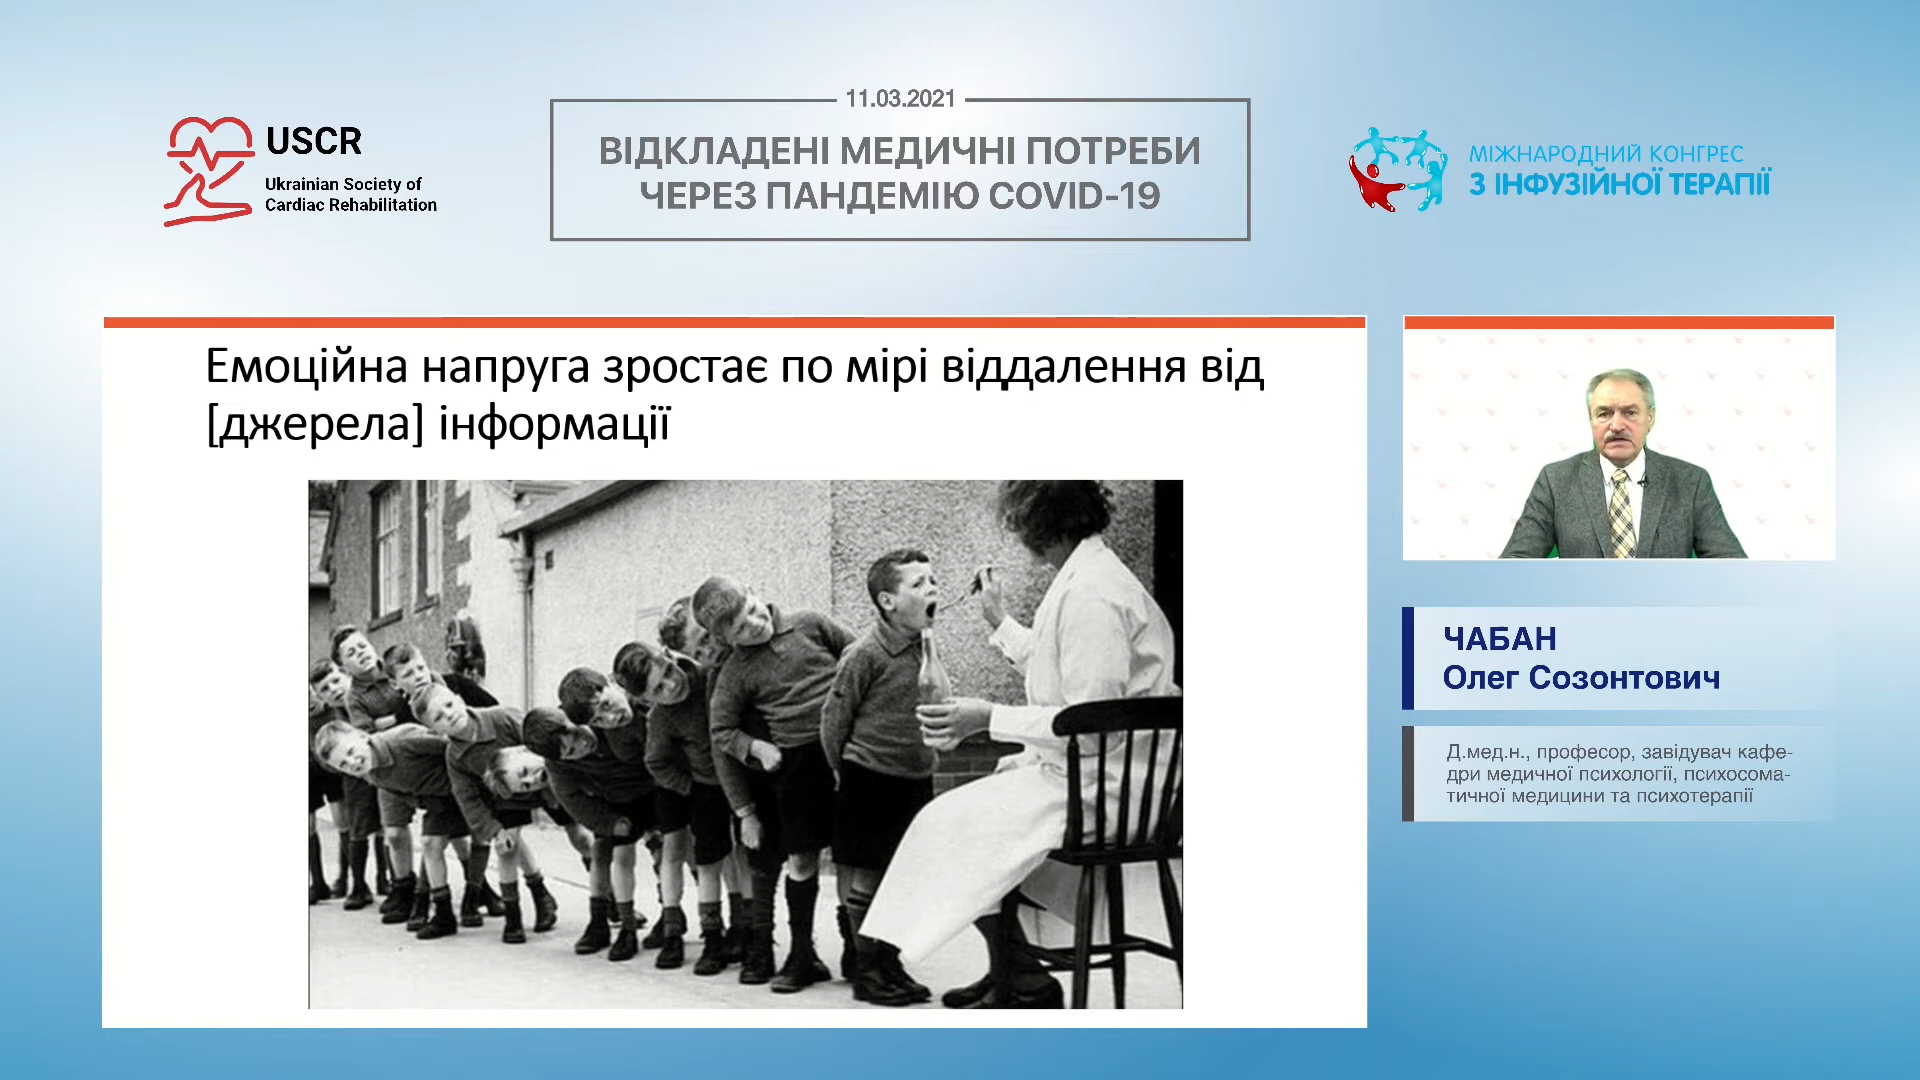 USCR
Ukrainian Society of
Cardiac Rehabilitation
11.03.2021
ВІДКЛАДЕНІ МЕДИЧНІ ПОТРЕБИ
ЧЕРЕЗ ПАНДЕМІЮ COVID-19
МІЖНАРОДНИЙ КОНГРЕС
З ІНФУЗІЙНОЇ ТЕРАПІЇ
Емоційна напруга зростає по мірі віддалення від
[джерела] інформації
ЧАБАН
Олег Созонтович
Д.мед.н., професор, завідувач кафе-
дри медичної психології, психосома-
тичної медицини та психотерапії